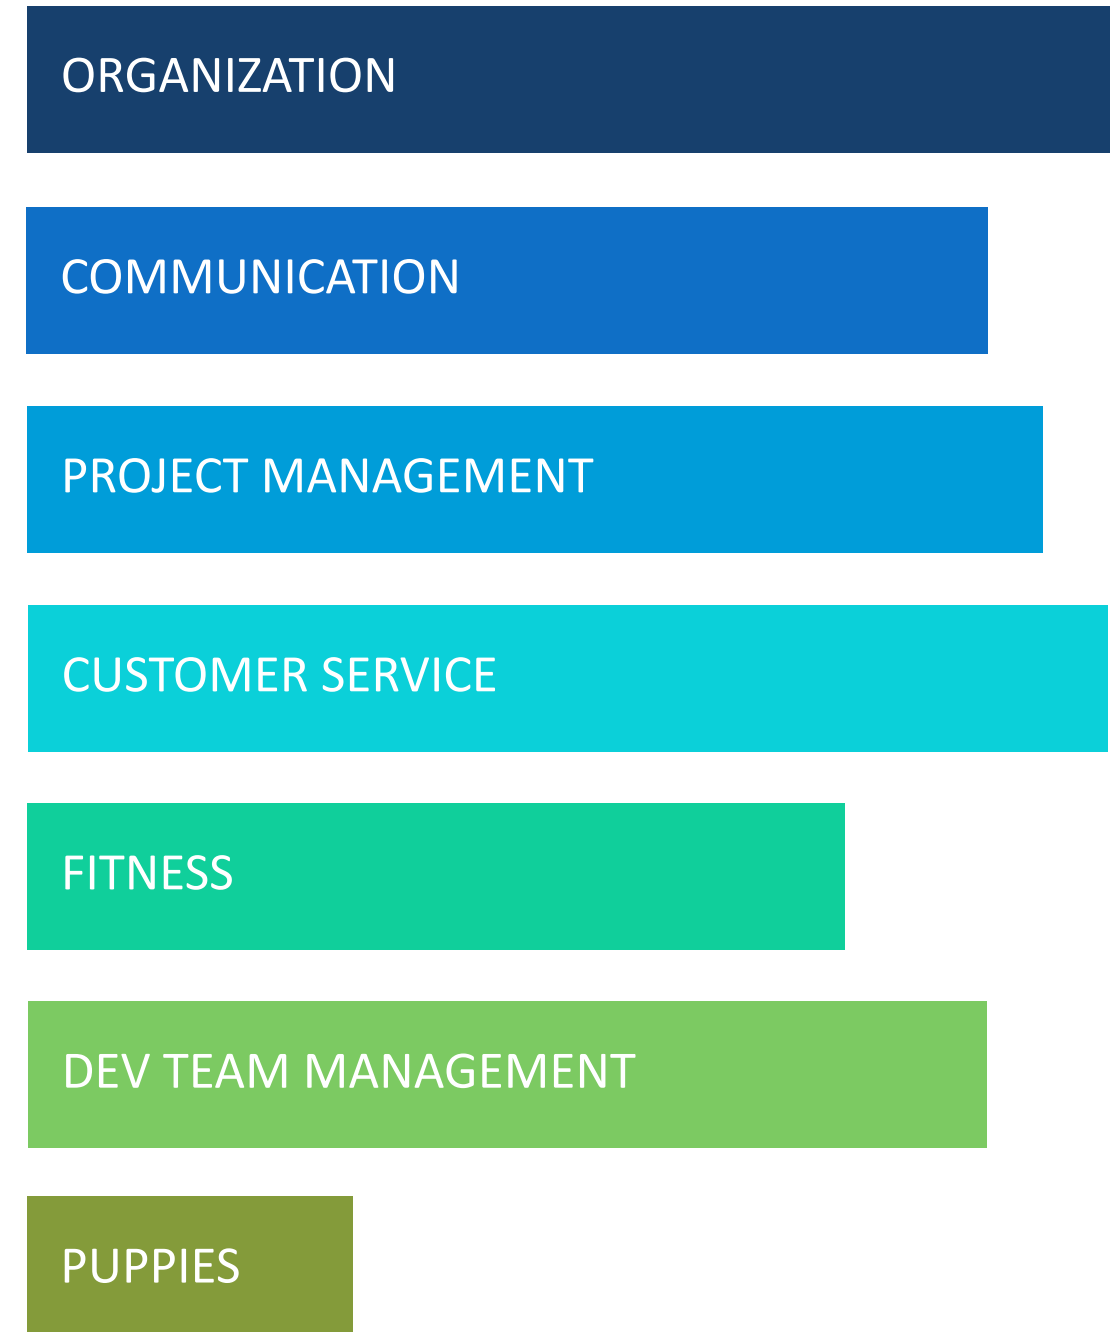 ORGANIZATION
COMMUNICATION
PROJECT MANAGEMENT
CUSTOMER SERVICE
FITNESS
DEV TEAM MANAGEMENT
PUPPIES